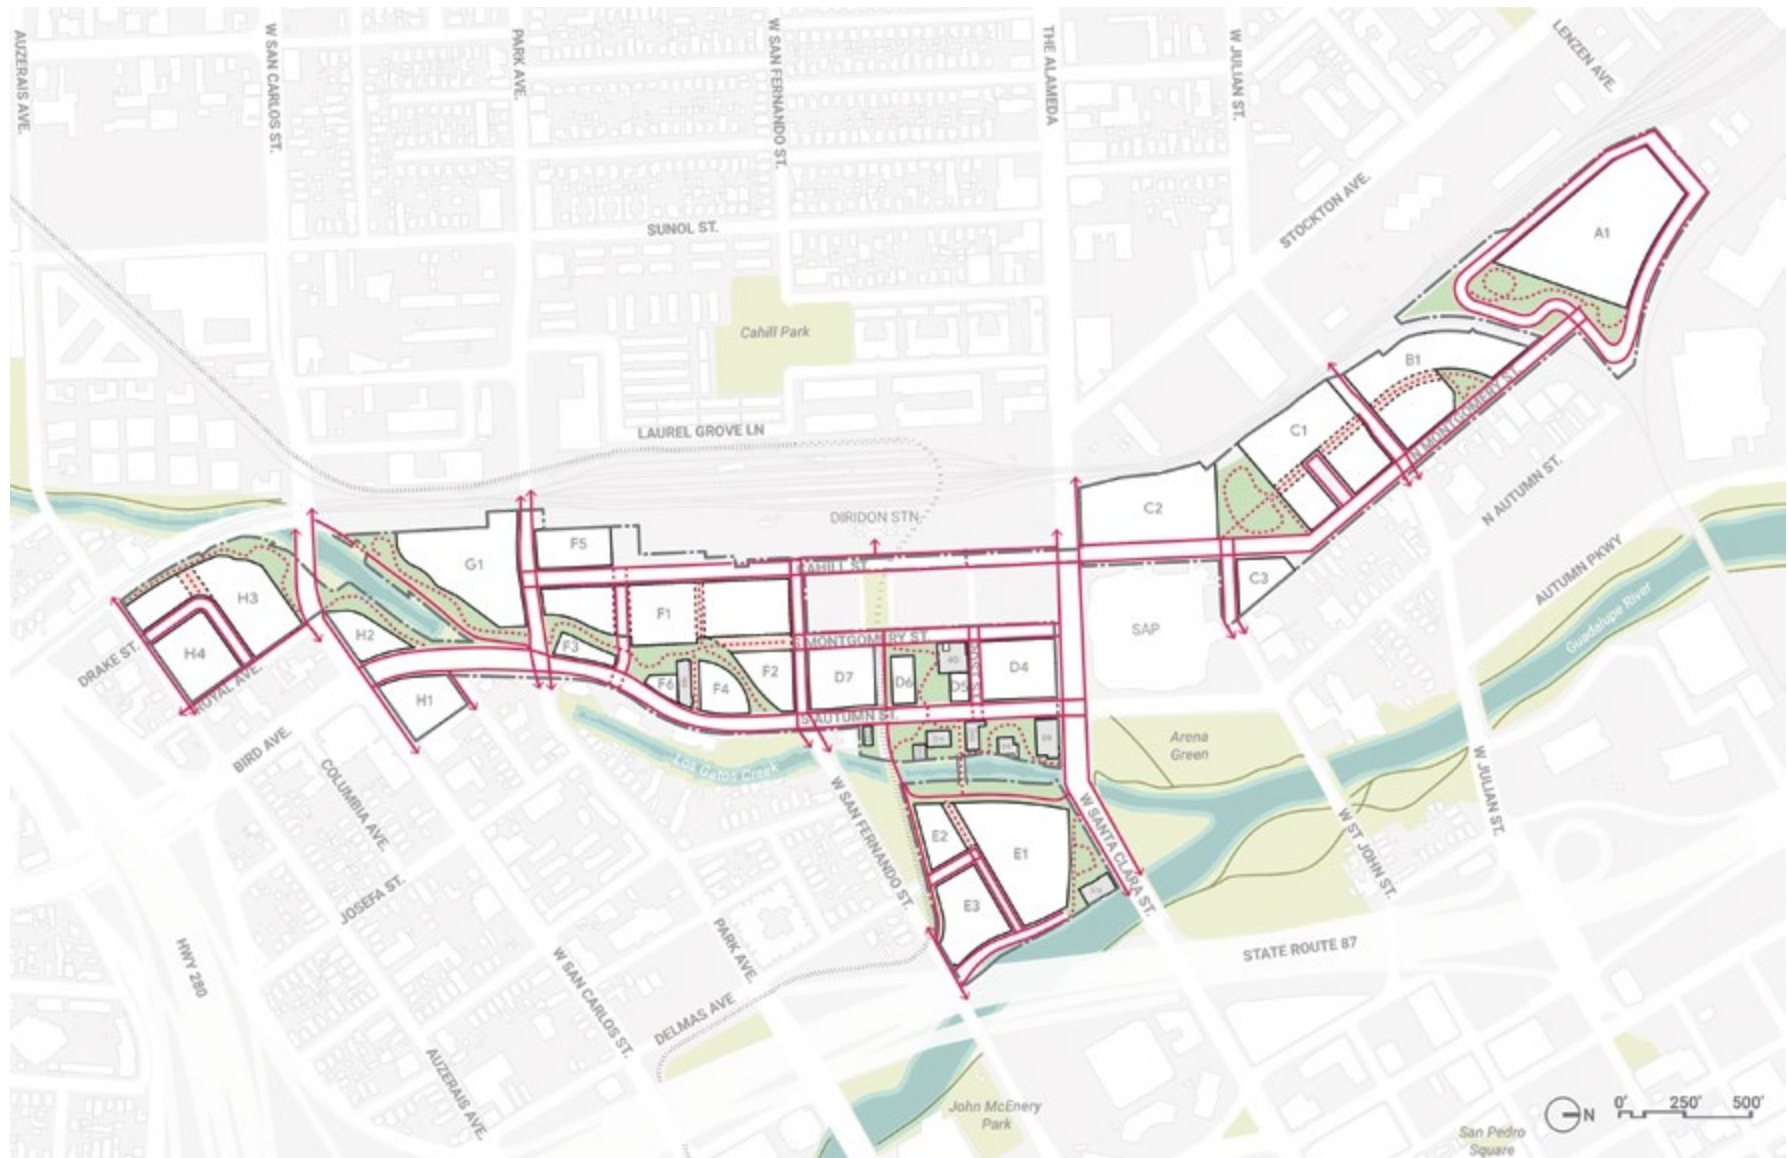 AUZERAIS AVE.
W SAN CARLOS ST.
PARK AVE.
W SAN FERNANDO ST.
THE ALAMEDA
W JULIAN ST.
LENZEN AVE.
STOCKTON AVE.
SUNOL ST.
A1
Cahill Park
B1
LAUREL GROVE LN
C1
N MONTGOMERY ST.
N AUTUMN ST.
DIRIDON STN.
C2
G1
F5
CAHILL ST.
C3
AUTUMN PKWY
Guadalupe River
H3
F1
H2
F3
S MONTGOMERY ST.
SAP
DRAKE ST.
H4
ROYAL AVE.
H1
F6
F4
F2
D7
D6
D5
D4
S AUTUMN ST.
BIRD AVE.
Arena
Green
Los Gatos Creek
COLUMBIA AVE.
W SAN FERNANDO ST.
W SANTA CLARA ST.
W ST JOHN ST.
W JULIAN ST.
E2
E1
E3
JOSEFA ST.
HWY 280
W SAN CARLOS ST.
PARK AVE.
STATE ROUTE 87
DELMAS AVE
AUZERAIS AVE.
John McEnery
Park
N
0' 250' 500'
San Pedro
Square